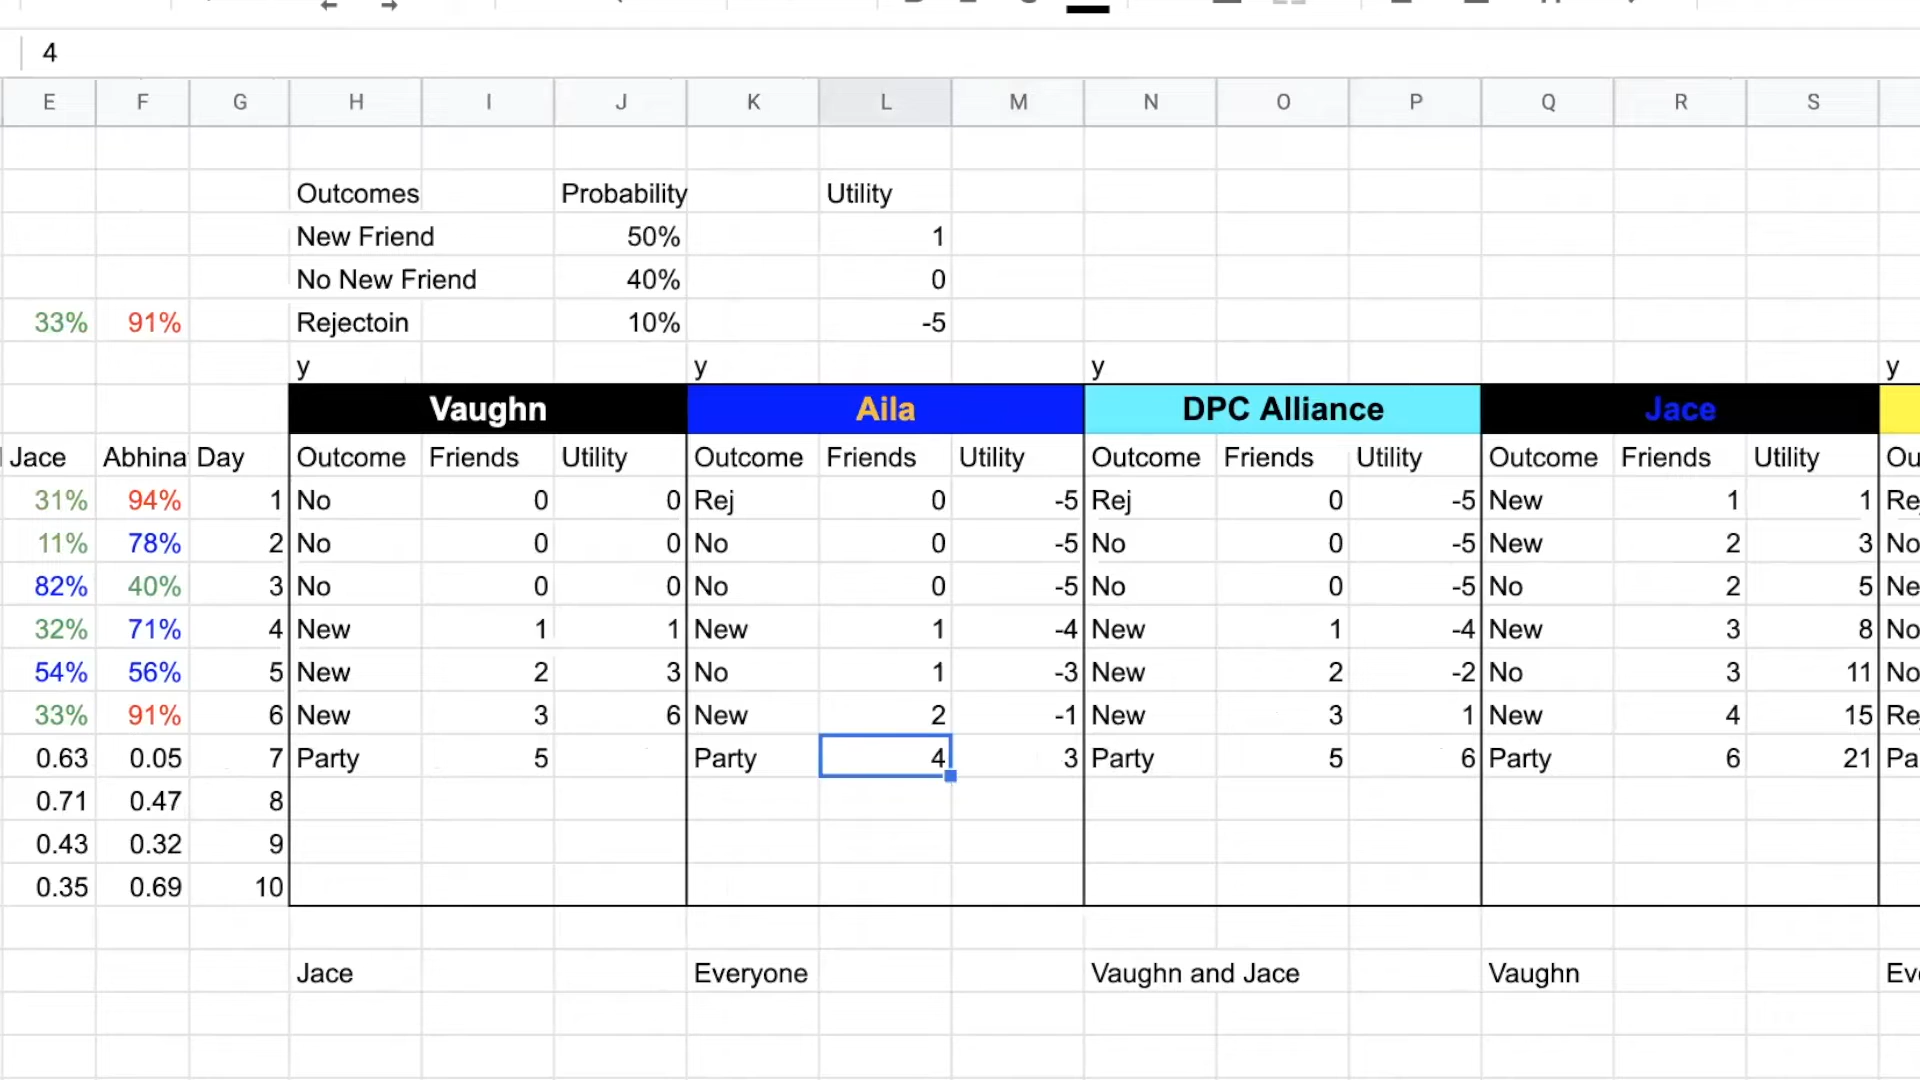 4
E F G H I J K L M N O P Q R S
Outcomes Probability Utility
New Friend 50% 1
No New Friend 40% 0
33% 91% Rejectoin 10% -5
y y y y
Vaughn Aila DPC Alliance Jace
Jace Abhina Day Outcome Friends Utility Outcome Friends Utility Outcome Friends Utility Outcome Friends Utility Ou
31% 94% 1 No 0 0 Rej 0 -5 Rej 0 -5 New 1 1 Re
11% 78% 2 No 0 0 No 0 -5 No 0 -5 New 2 3 No
82% 40% 3 No 0 0 No 0 -5 No 0 -5 No 2 5 Ne
32% 71% 4 New 1 1 New 1 -4 New 1 -4 New 3 8 No
54% 56% 5 New 2 3 No 1 -3 New 2 -2 No 3 11 No
33% 91% 6 New 3 6 New 2 -1 New 3 1 New 4 15 Re
0.63 0.05 7 Party 5 Party 4 3 Party 5 6 Party 6 21 Pa
0.71 0.47 8
0.43 0.32 9
0.35 0.69 10
Jace Everyone Vaughn and Jace Vaughn Ev